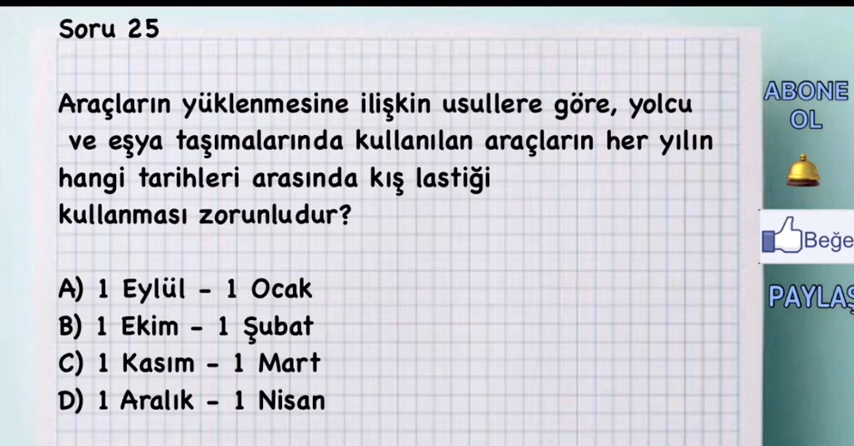 Soru 25
Araçların yüklenmesine ilişkin usullere göre, yolcu
ve eşya taşımalarında kullanılan araçların her yılın
hangi tarihleri arasında kış lastiği
kullanması zorunludur?
A) 1 Eylül - 1 Ocak
B) 1 Ekim - 1 Şubat
C) 1 Kasım - 1 Mart
D) 1 Aralık - 1 Nisan
ABONE
OL
Beğe
PAYLAŞ